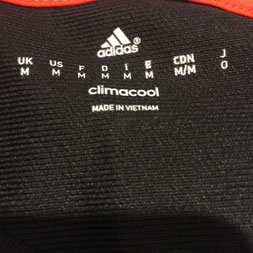 adidas
UK US F D I E CDN J
M M M M M M M/M O
climacool
MADE IN VIETNAM